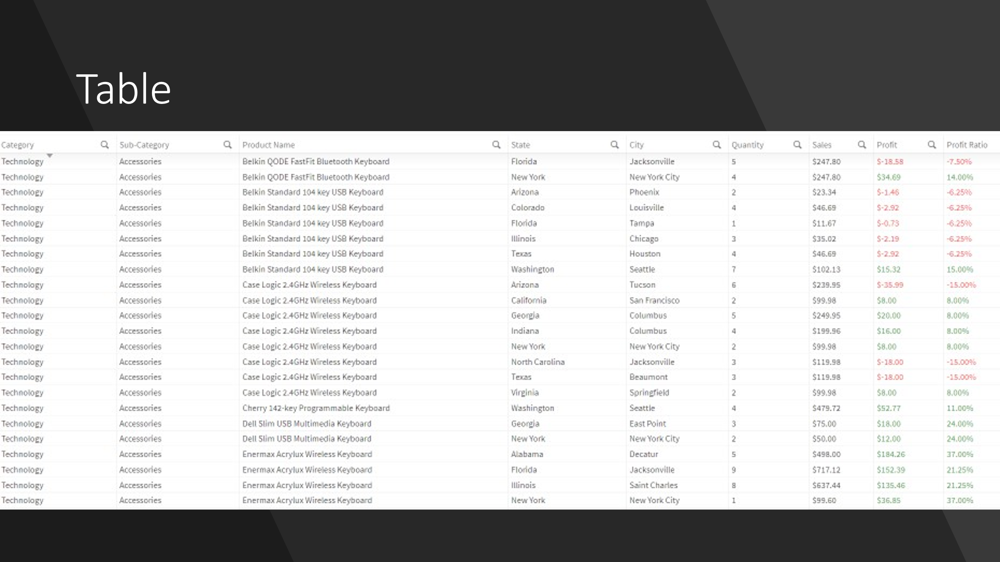 Table
Category Sub-Category Product Name State City Quantity Sales Profit Profit Ratio
Technology Accessories Belkin QODE FastFit Bluetooth Keyboard Florida Jacksonville 5 $247.80 $-18.58 -7.50%
Technology Accessories Belkin QODE FastFit Bluetooth Keyboard New York New York City 4 $247.80 $34.69 14.00%
Technology Accessories Belkin Standard 104 key USB Keyboard Arizona Phoenix 2 $23.34 $-1.46 -6.25%
Technology Accessories Belkin Standard 104 key USB Keyboard Colorado Louisville 4 $46.69 $-2.92 -6.25%
Technology Accessories Belkin Standard 104 key USB Keyboard Florida Tampa 1 $11.67 $-0.73 -6.25%
Technology Accessories Belkin Standard 104 key USB Keyboard Illinois Chicago 3 $35.02 $-2.19 -6.25%
Technology Accessories Belkin Standard 104 key USB Keyboard Texas Houston 4 $46.69 $-2.92 -6.25%
Technology Accessories Belkin Standard 104 key USB Keyboard Washington Seattle 7 $102.13 $15.32 15.00%
Technology Accessories Case Logic 2.4GHz Wireless Keyboard Arizona Tucson 6 $239.95 $-35.99 -15.00%
Technology Accessories Case Logic 2.4GHz Wireless Keyboard California San Francisco 2 $99.98 $8.00 8.00%
Technology Accessories Case Logic 2.4GHz Wireless Keyboard Georgia Columbus 5 $249.95 $20.00 8.00%
Technology Accessories Case Logic 2.4GHz Wireless Keyboard Indiana Columbus 4 $199.96 $16.00 8.00%
Technology Accessories Case Logic 2.4GHz Wireless Keyboard New York New York City 2 $99.98 $8.00 8.00%
Technology Accessories Case Logic 2.4GHz Wireless Keyboard North Carolina Jacksonville 3 $119.98 $-18.00 -15.00%
Technology Accessories Case Logic 2.4GHz Wireless Keyboard Texas Beaumont 3 $119.98 $-18.00 -15.00%
Technology Accessories Case Logic 2.4GHz Wireless Keyboard Virginia Springfield 2 $99.98 $8.00 8.00%
Technology Accessories Cherry 142-key Programmable Keyboard Washington Seattle 4 $479.72 $52.77 11.00%
Technology Accessories Dell Slim USB Multimedia Keyboard Georgia East Point 3 $75.00 $18.00 24.00%
Technology Accessories Dell Slim USB Multimedia Keyboard New York New York City 2 $50.00 $12.00 24.00%
Technology Accessories Enermax Acrylux Wireless Keyboard Alabama Decatur 5 $498.00 $184.26 37.00%
Technology Accessories Enermax Acrylux Wireless Keyboard Florida Jacksonville 9 $717.12 $152.39 21.25%
Technology Accessories Enermax Acrylux Wireless Keyboard Illinois Saint Charles 8 $637.44 $135.46 21.25%
Technology Accessories Enermax Acrylux Wireless Keyboard New York New York City 1 $99.60 $36.85 37.00%